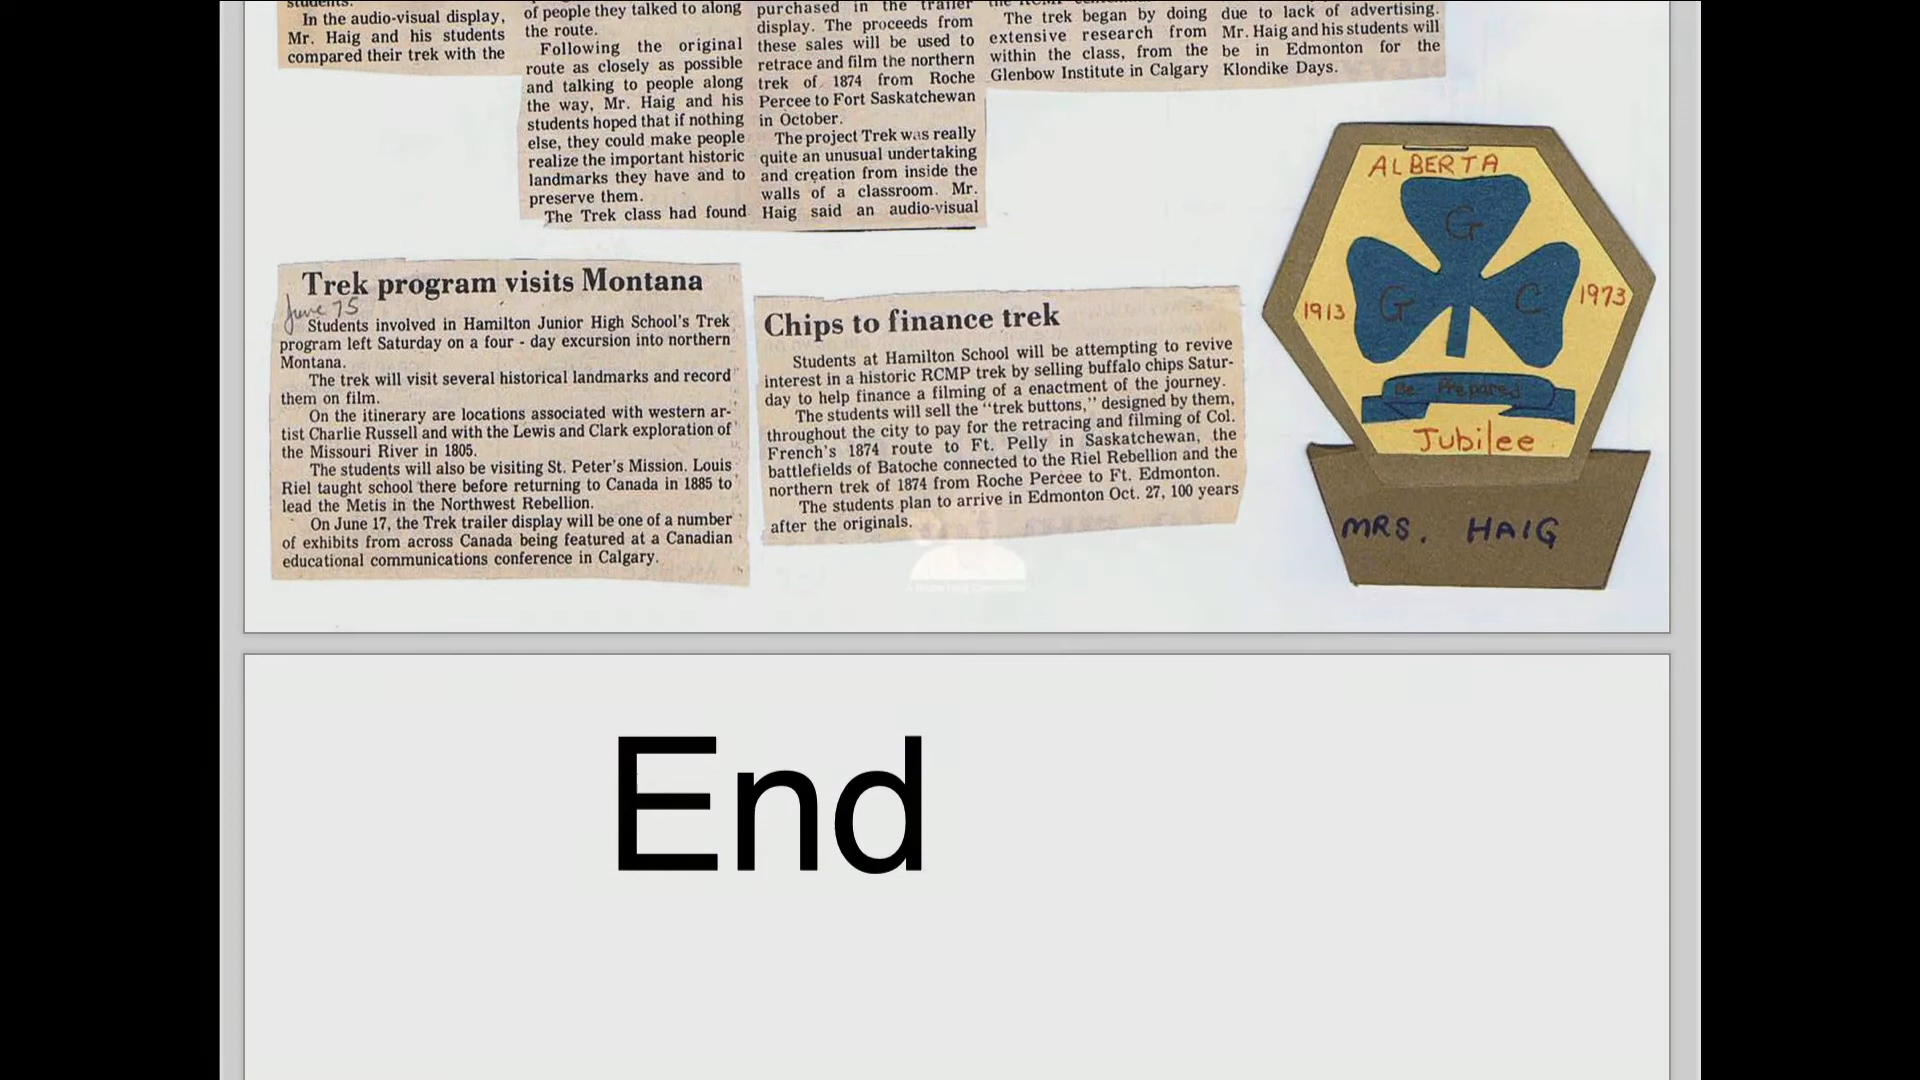 students.
In the audio-visual display,
Mr. Haig and his students
compared their trek with the
of people they talked to along
the route.
Following the original
route as closely as possible
and talking to people along
the way, Mr. Haig and his
students hoped that if nothing
else, they could make people
realize the important historic
landmarks they have and to
preserve them.
The Trek class had found
purchased in the trailer
display. The proceeds from
these sales will be used to
retrace and film the northern
trek of 1874 from Roche
Percee to Fort Saskatchewan
in October.
The project Trek was really
quite an unusual undertaking
and creation from inside the
walls of a classroom. Mr.
Haig said an audio-visual
The trek began by doing
extensive research from
within the class, from the
Glenbow Institute in Calgary
due to lack of advertising.
Mr. Haig and his students will
be in Edmonton for the
Klondike Days.
Trek program visits Montana
June 75
Students involved in Hamilton Junior High School's Trek
program left Saturday on a four - day excursion into northern
Montana.
The trek will visit several historical landmarks and record
them on film.
On the itinerary are locations associated with western ar-
tist Charlie Russell and with the Lewis and Clark exploration of
the Missouri River in 1805.
The students will also be visiting St. Peter's Mission. Louis
Riel taught school there before returning to Canada in 1885 to
lead the Metis in the Northwest Rebellion.
On June 17, the Trek trailer display will be one of a number
of exhibits from across Canada being featured at a Canadian
educational communications conference in Calgary.
Chips to finance trek
Students at Hamilton School will be attempting to revive
interest in a historic RCMP trek by selling buffalo chips Satur-
day to help finance a filming of a enactment of the journey.
The students will sell the "trek buttons," designed by them,
throughout the city to pay for the retracing and filming of Col.
French's 1874 route to Ft. Pelly in Saskatchewan, the
battlefields of Batoche connected to the Riel Rebellion and the
northern trek of 1874 from Roche Percee to Ft. Edmonton.
The students plan to arrive in Edmonton Oct. 27, 100 years
after the originals.
ALBERTA
G
G C
1913 1973
Be Prepared
Jubilee
MRS. HAIG
End